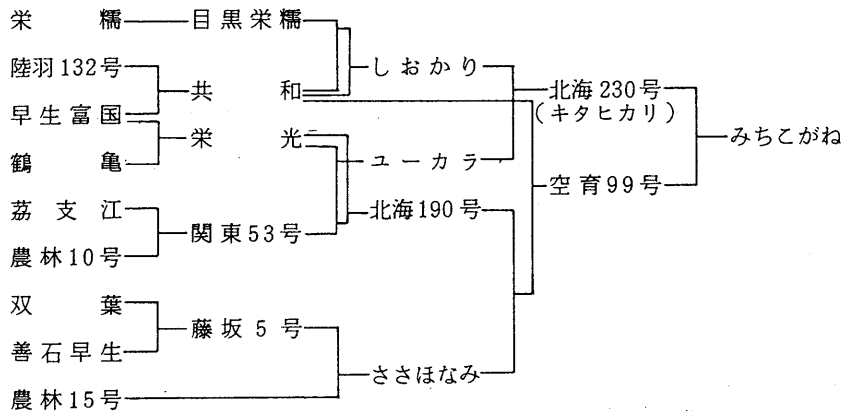 栄糯 目黒栄糯
しおかり
陸羽132号 共和 北海230号
早生富国 (キタヒカリ)
栄光 みちこがね
鶴亀 ユーカラ
空育99号
茘支江 北海190号
関東53号
農林10号
双葉
藤坂5号
善石早生
ささほなみ
農林15号